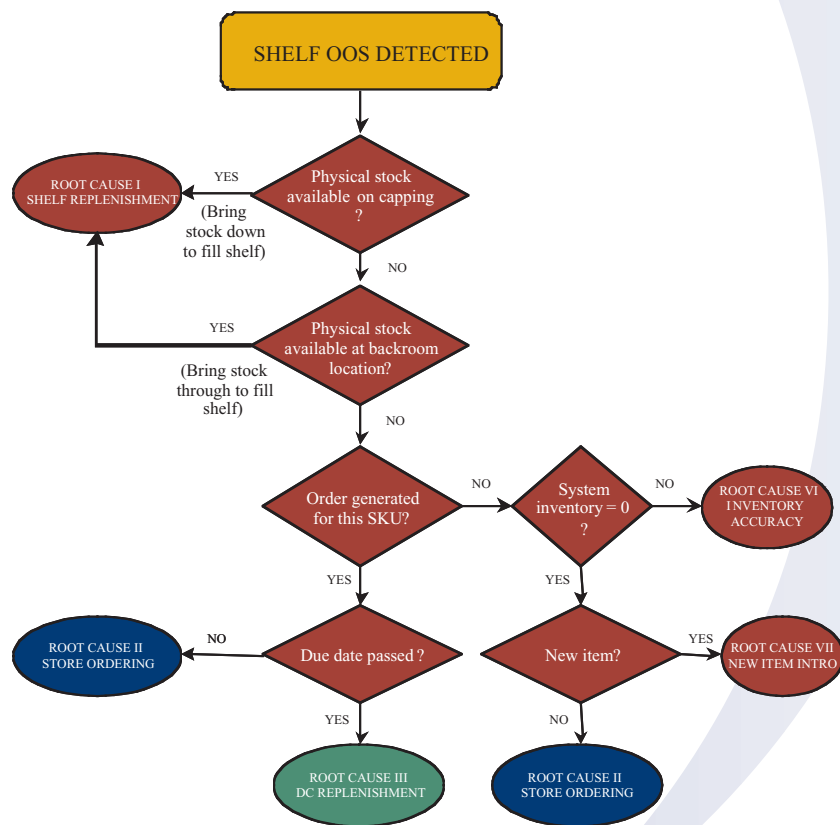 SHELF OOS DETECTED
Physical stock
available on capping
?
YES
ROOT CAUSE I
SHELF REPLENISHMENT
(Bring
stock down
to fill shelf)
NO
Physical stock
available at backroom
location?
YES
(Bring stock
through to fill
shelf)
NO
Order generated
for this SKU?
NO
System
inventory = 0
?
NO
ROOT CAUSE VI
INVENTORY
ACCURACY
YES
YES
ROOT CAUSE II
STORE ORDERING
NO
Due date passed ?
New item?
YES
ROOT CAUSE VII
NEW ITEM INTRO
YES
NO
ROOT CAUSE III
DC REPLENISHMENT
ROOT CAUSE II
STORE ORDERING